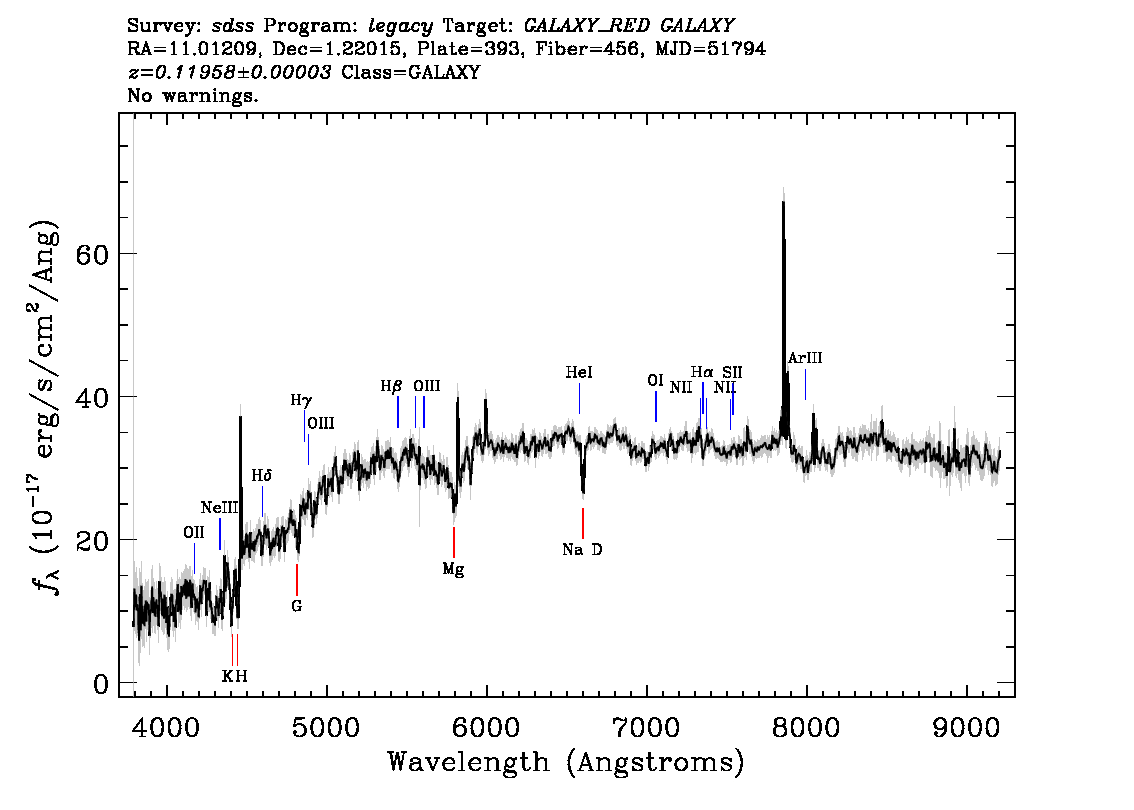 Survey: sdss Program: legacy Target: GALAXY_RED GALAXY
RA=11.01209, Dec=1.22015, Plate=393, Fiber=456, MJD=51794
z=0.11958±0.00003 Class=GALAXY
No warnings.
60
40
20
0
f_λ (10^-17 erg/s/cm^2/Ang)
OII
NeIII
Hδ
Hγ
OIII
Hβ
OIII
HeI
OI
NII
Hα
NII
SII
ArIII
K
H
G
Mg
Na D
4000
5000
6000
7000
8000
9000
Wavelength (Angstroms)